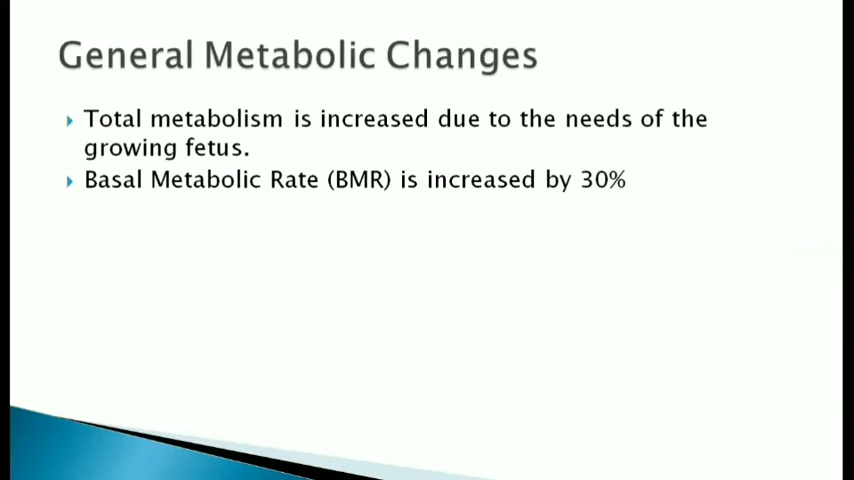 General Metabolic Changes
Total metabolism is increased due to the needs of the
growing fetus.
Basal Metabolic Rate (BMR) is increased by 30%